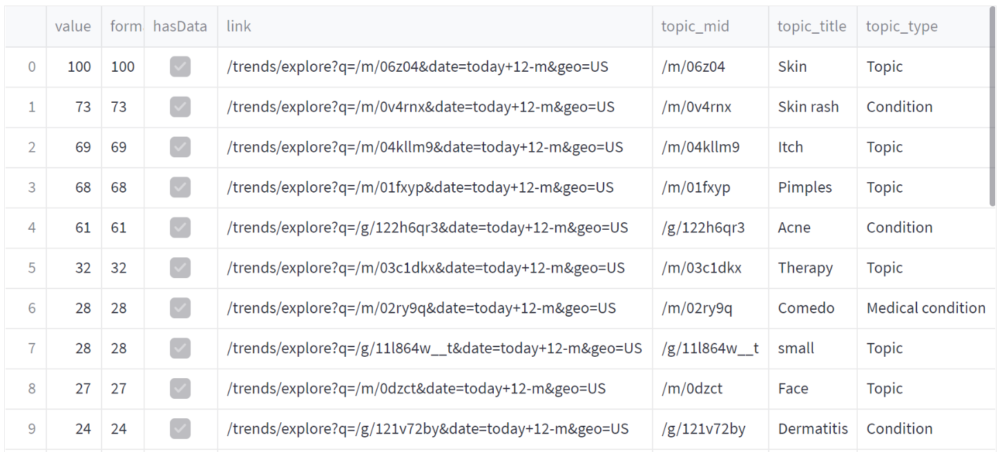 value form hasData link topic_mid topic_title topic_type
0 100 100 /trends/explore?q=/m/06z04&date=today+12-m&geo=US /m/06z04 Skin Topic
1 73 73 /trends/explore?q=/m/0v4rnx&date=today+12-m&geo=US /m/0v4rnx Skin rash Condition
2 69 69 /trends/explore?q=/m/04kllm9&date=today+12-m&geo=US /m/04kllm9 Itch Topic
3 68 68 /trends/explore?q=/m/01fxyp&date=today+12-m&geo=US /m/01fxyp Pimples Topic
4 61 61 /trends/explore?q=/g/122h6qr3&date=today+12-m&geo=US /g/122h6qr3 Acne Condition
5 32 32 /trends/explore?q=/m/03c1dkx&date=today+12-m&geo=US /m/03c1dkx Therapy Topic
6 28 28 /trends/explore?q=/m/02ry9q&date=today+12-m&geo=US /m/02ry9q Comedo Medical condition
7 28 28 /trends/explore?q=/g/11l864w__t&date=today+12-m&geo=US /g/11l864w__t small Topic
8 27 27 /trends/explore?q=/m/0dzct&date=today+12-m&geo=US /m/0dzct Face Topic
9 24 24 /trends/explore?q=/g/121v72by&date=today+12-m&geo=US /g/121v72by Dermatitis Condition